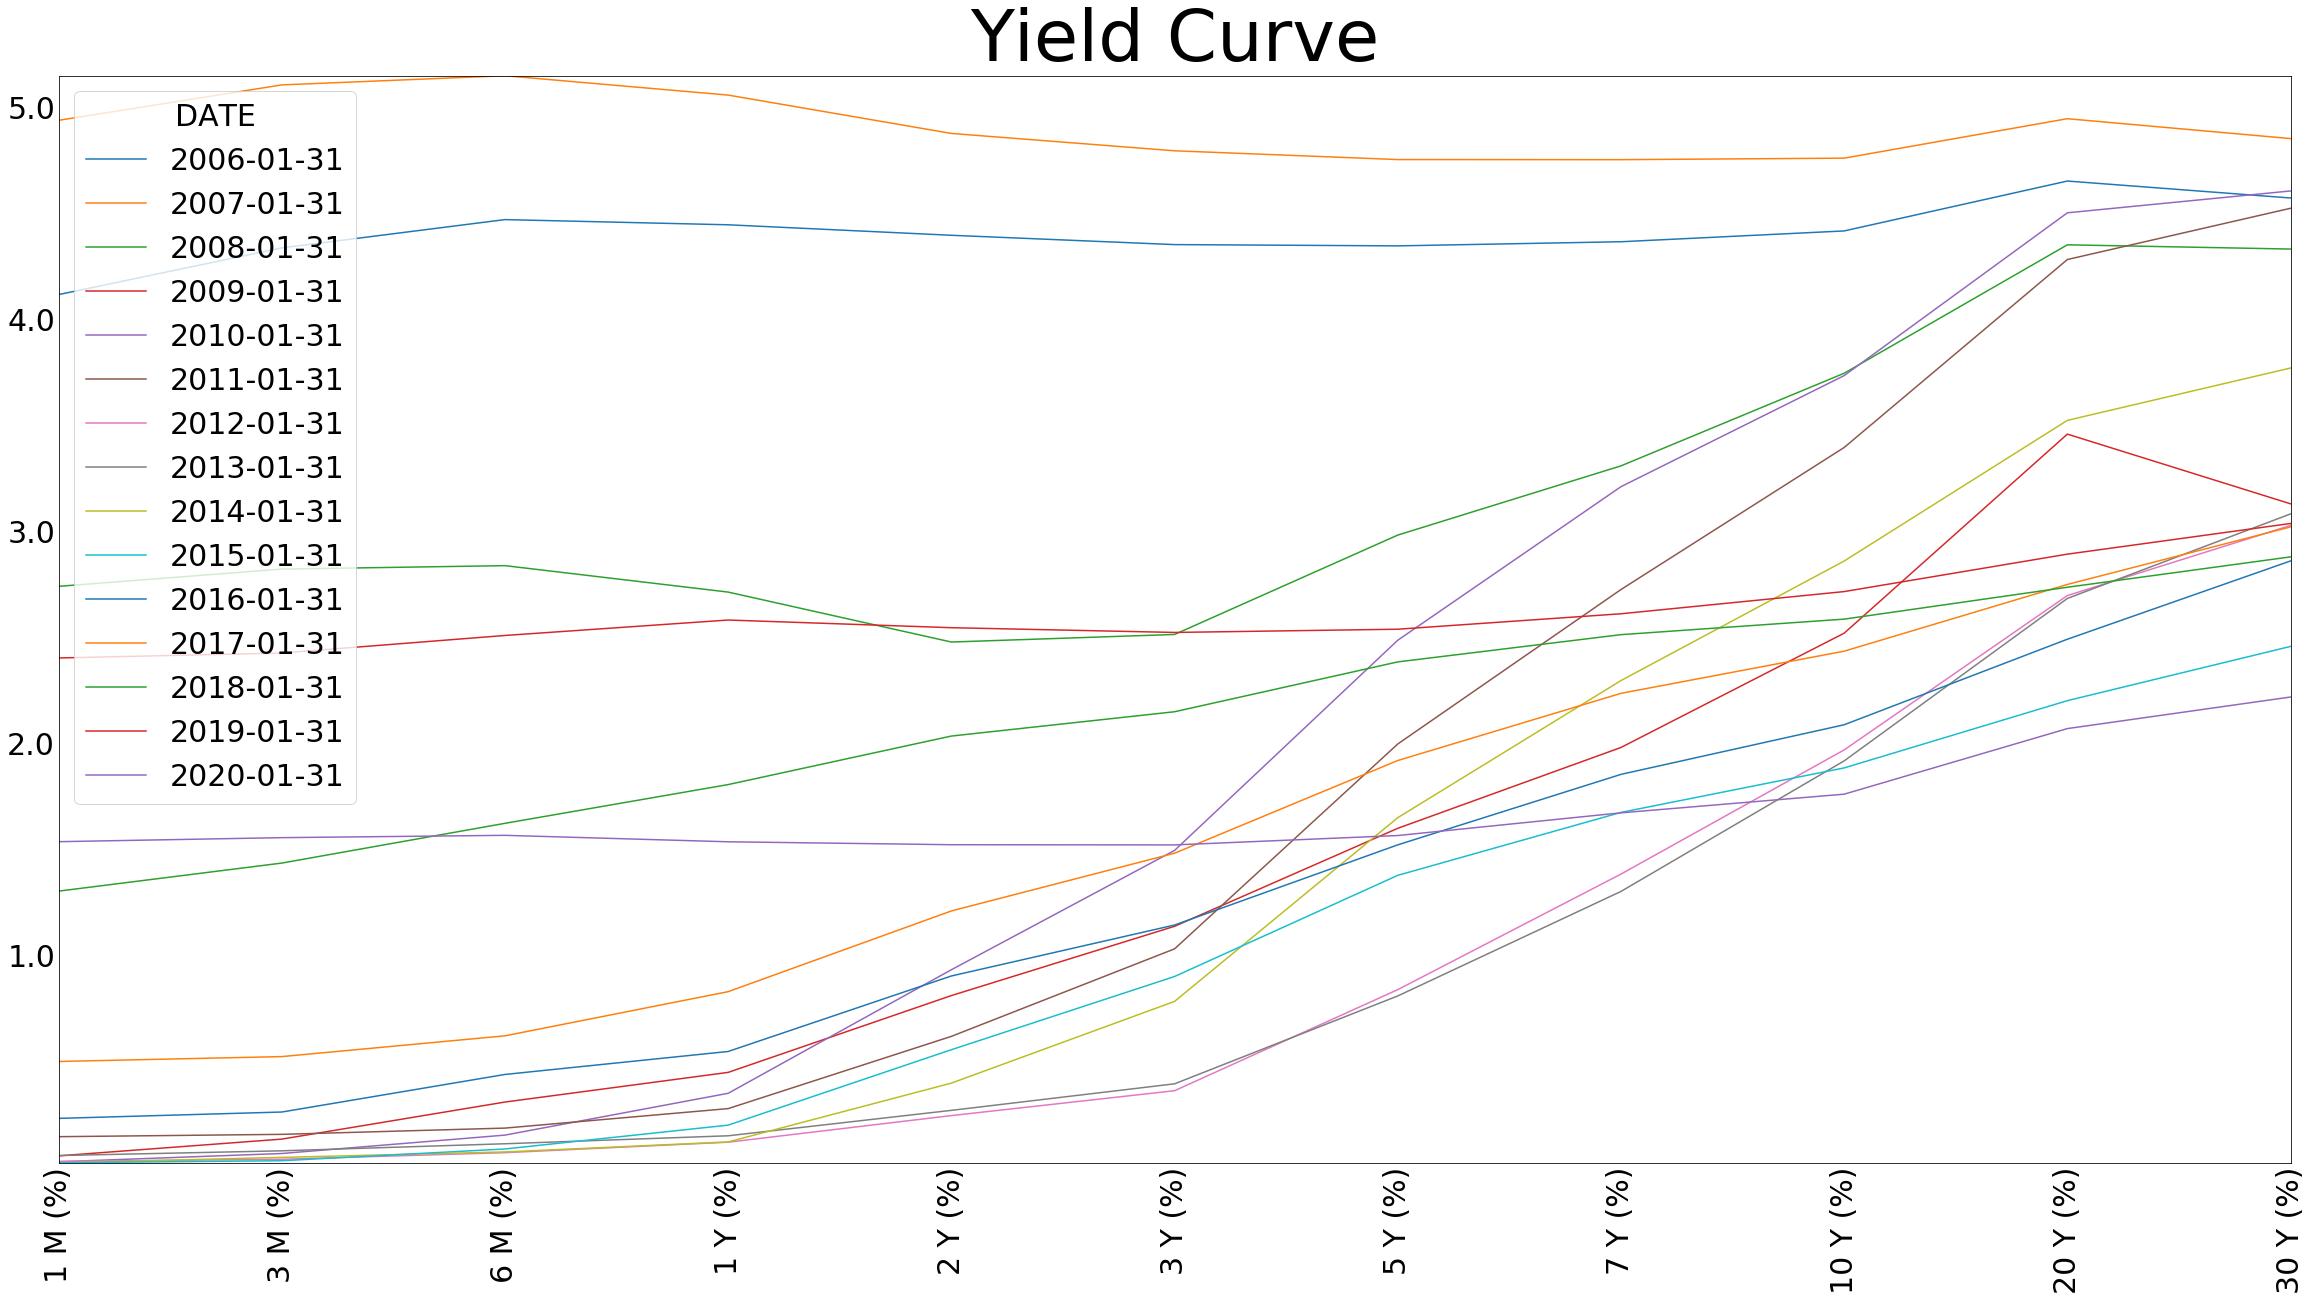 Yield Curve
5.0
4.0
3.0
2.0
1.0
DATE
2006-01-31
2007-01-31
2008-01-31
2009-01-31
2010-01-31
2011-01-31
2012-01-31
2013-01-31
2014-01-31
2015-01-31
2016-01-31
2017-01-31
2018-01-31
2019-01-31
2020-01-31
1 M (%)
3 M (%)
6 M (%)
1 Y (%)
2 Y (%)
3 Y (%)
5 Y (%)
7 Y (%)
10 Y (%)
20 Y (%)
30 Y (%)